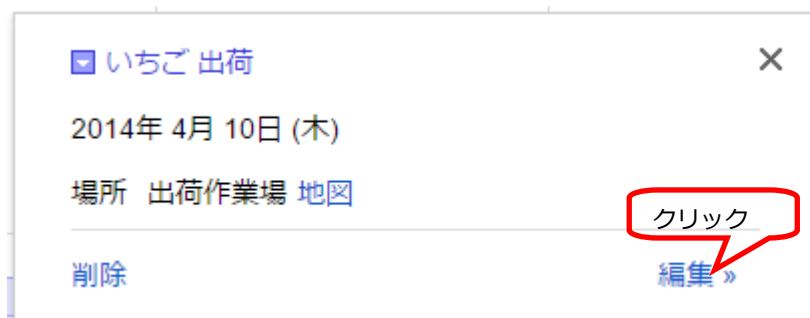 いちご 出荷
2014年 4月 10日 (木)
場所 出荷作業場 地図
クリック
削除 編集 »